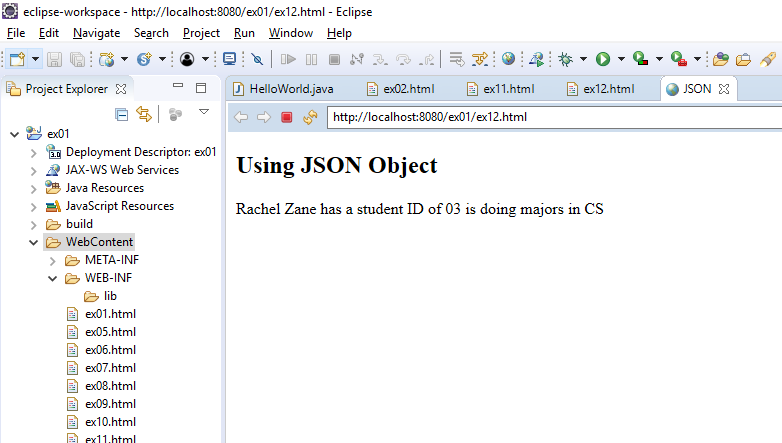 eclipse-workspace - http://localhost:8080/ex01/ex12.html - Eclipse
File Edit Navigate Search Project Run Window Help
Project Explorer
HelloWorld.java ex02.html ex11.html ex12.html JSON
http://localhost:8080/ex01/ex12.html
ex01
3.0 Deployment Descriptor: ex01
JAX-WS Web Services
Java Resources
JavaScript Resources
build
WebContent
META-INF
WEB-INF
lib
ex01.html
ex05.html
ex06.html
ex07.html
ex08.html
ex09.html
ex10.html
ex11.html
Using JSON Object
Rachel Zane has a student ID of 03 is doing majors in CS